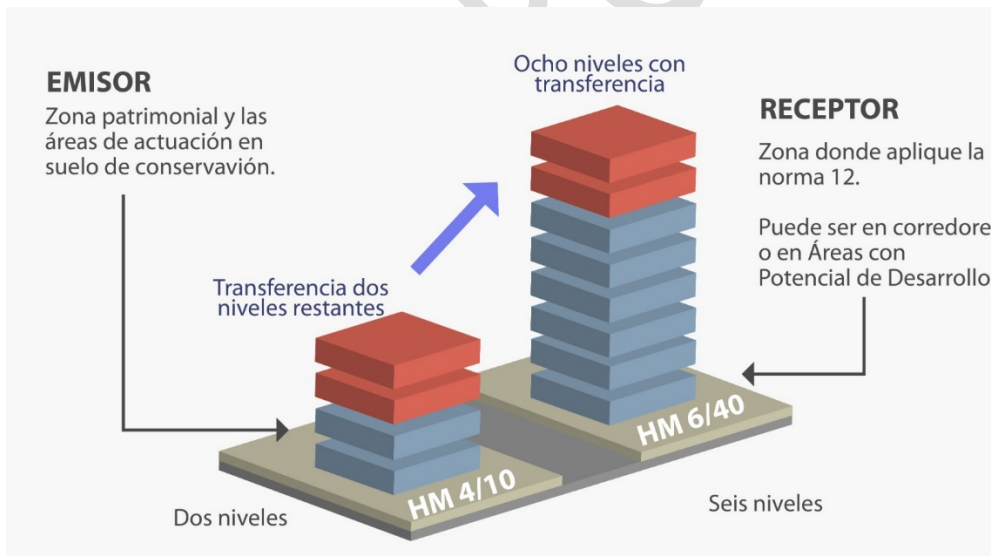 EMISOR
Zona patrimonial y las
áreas de actuación en
suelo de conservavión.
Ocho niveles con
transferencia
RECEPTOR
Zona donde aplique la
norma 12.
Puede ser en corredore
o en Áreas con
Potencial de Desarrollo
Transferencia dos
niveles restantes
HM 4/10
HM 6/40
Dos niveles
Seis niveles